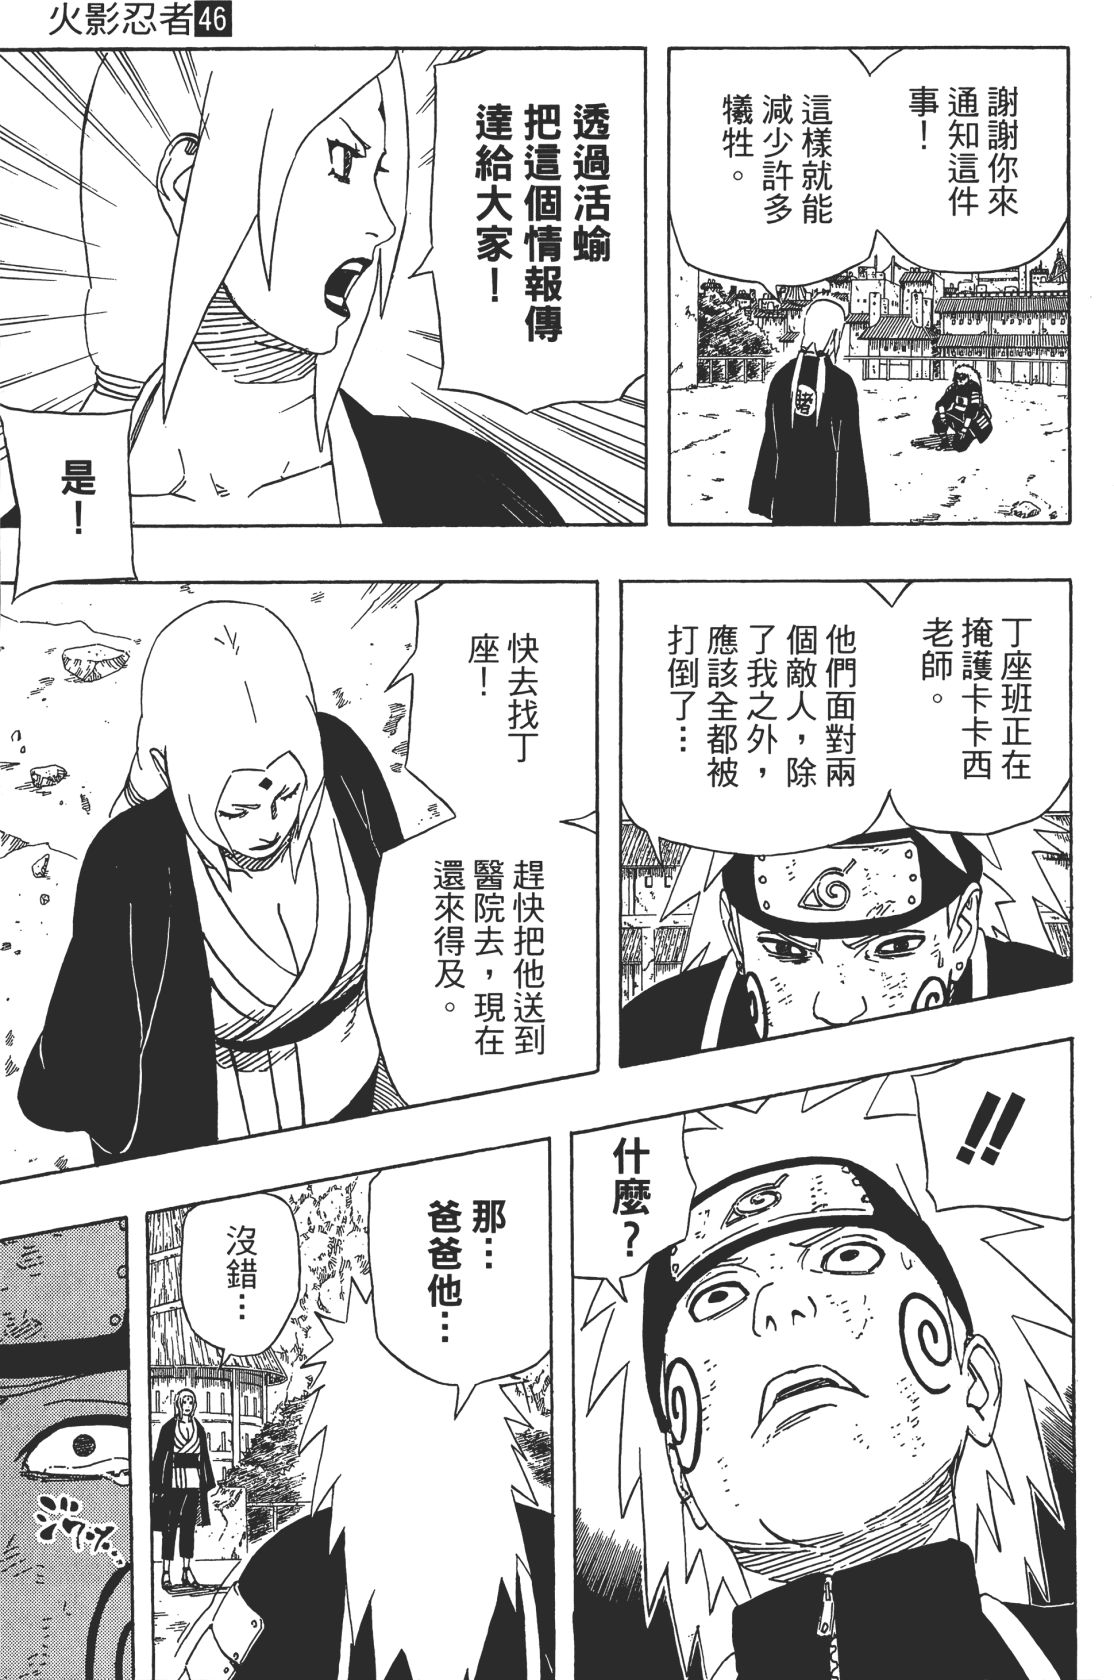 火影忍者46
謝謝你來
通知這件
事！
這樣就能
減少許多
犧牲。
透過活蝓
把這個情報傳
達給大家！
是！
丁座班正在
掩護卡卡西
老師。
他們面對兩
個敵人，除
了我之外，
應該全都被
打倒了…
快去找丁
座！
趕快把他送到
醫院去，現在
還來得及。
!!
什麼？
那…
爸爸他…
沒錯…